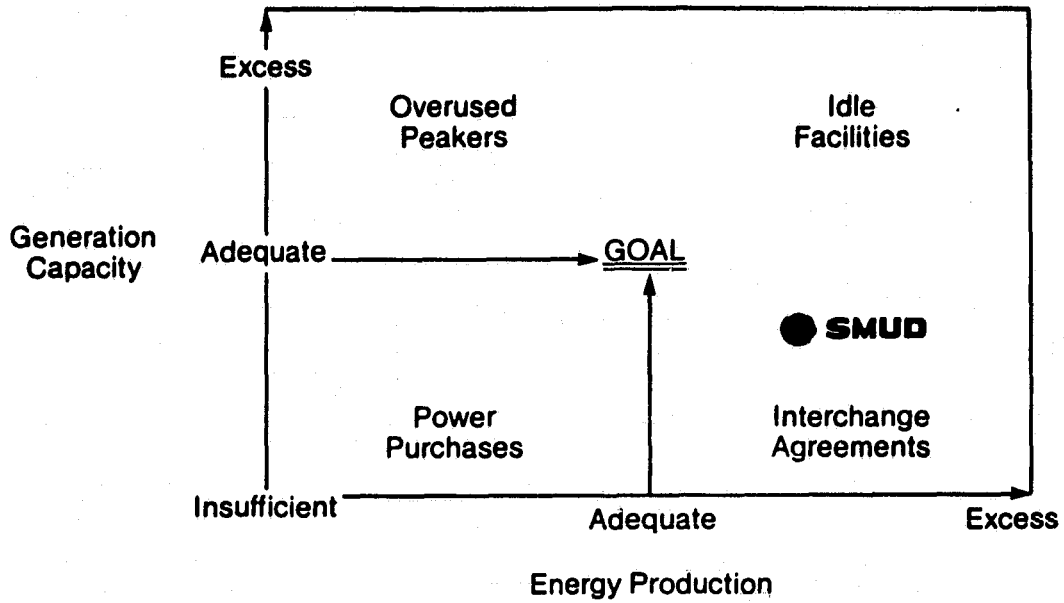 Excess
Overused
Peakers
Idle
Facilities
Generation
Capacity
Adequate
GOAL
SMUD
Power
Purchases
Interchange
Agreements
Insufficient
Adequate
Excess
Energy Production